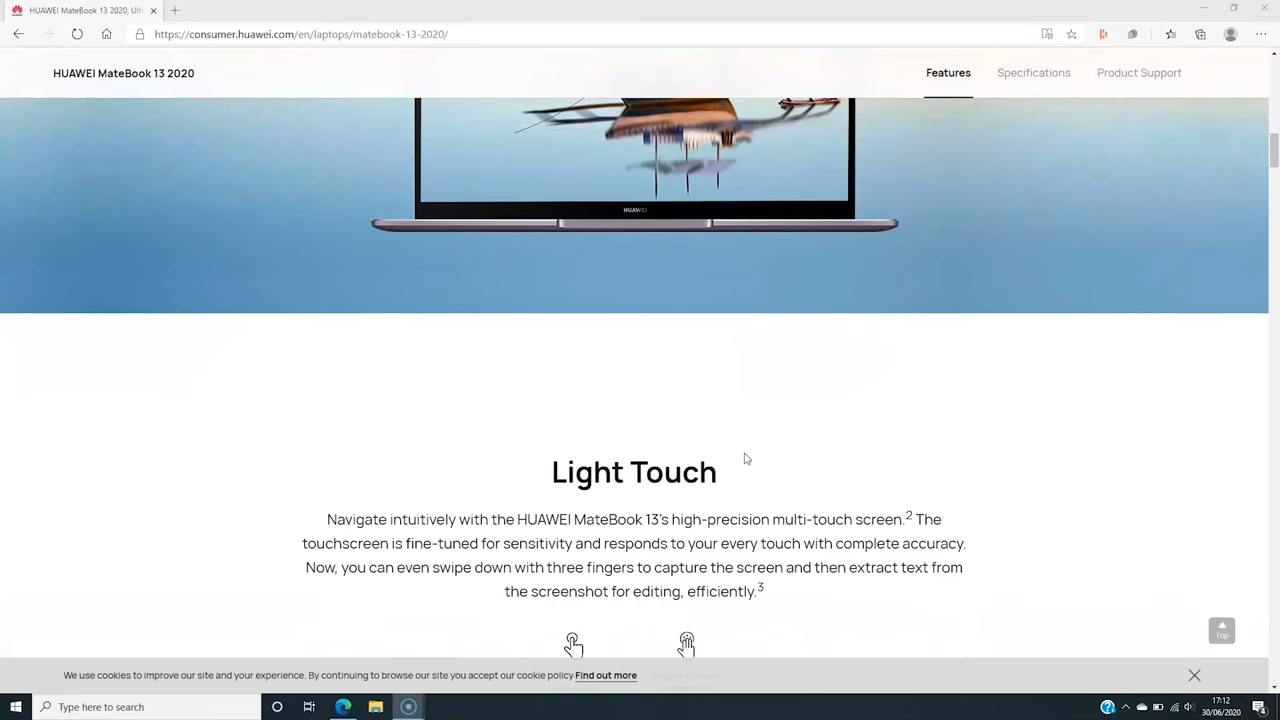 HUAWEI MateBook 13 2020, Ult
https://consumer.huawei.com/en/laptops/matebook-13-2020/
HUAWEI MateBook 13 2020
Features
Specifications
Product Support
HUAWEI
Light Touch
Navigate intuitively with the HUAWEI MateBook 13's high-precision multi-touch screen.2 The
touchscreen is fine-tuned for sensitivity and responds to your every touch with complete accuracy.
Now, you can even swipe down with three fingers to capture the screen and then extract text from
the screenshot for editing, efficiently.3
Top
We use cookies to improve our site and your experience. By continuing to browse our site you accept our cookie policy Find out more
Type here to search
17:12
30/06/2020
4